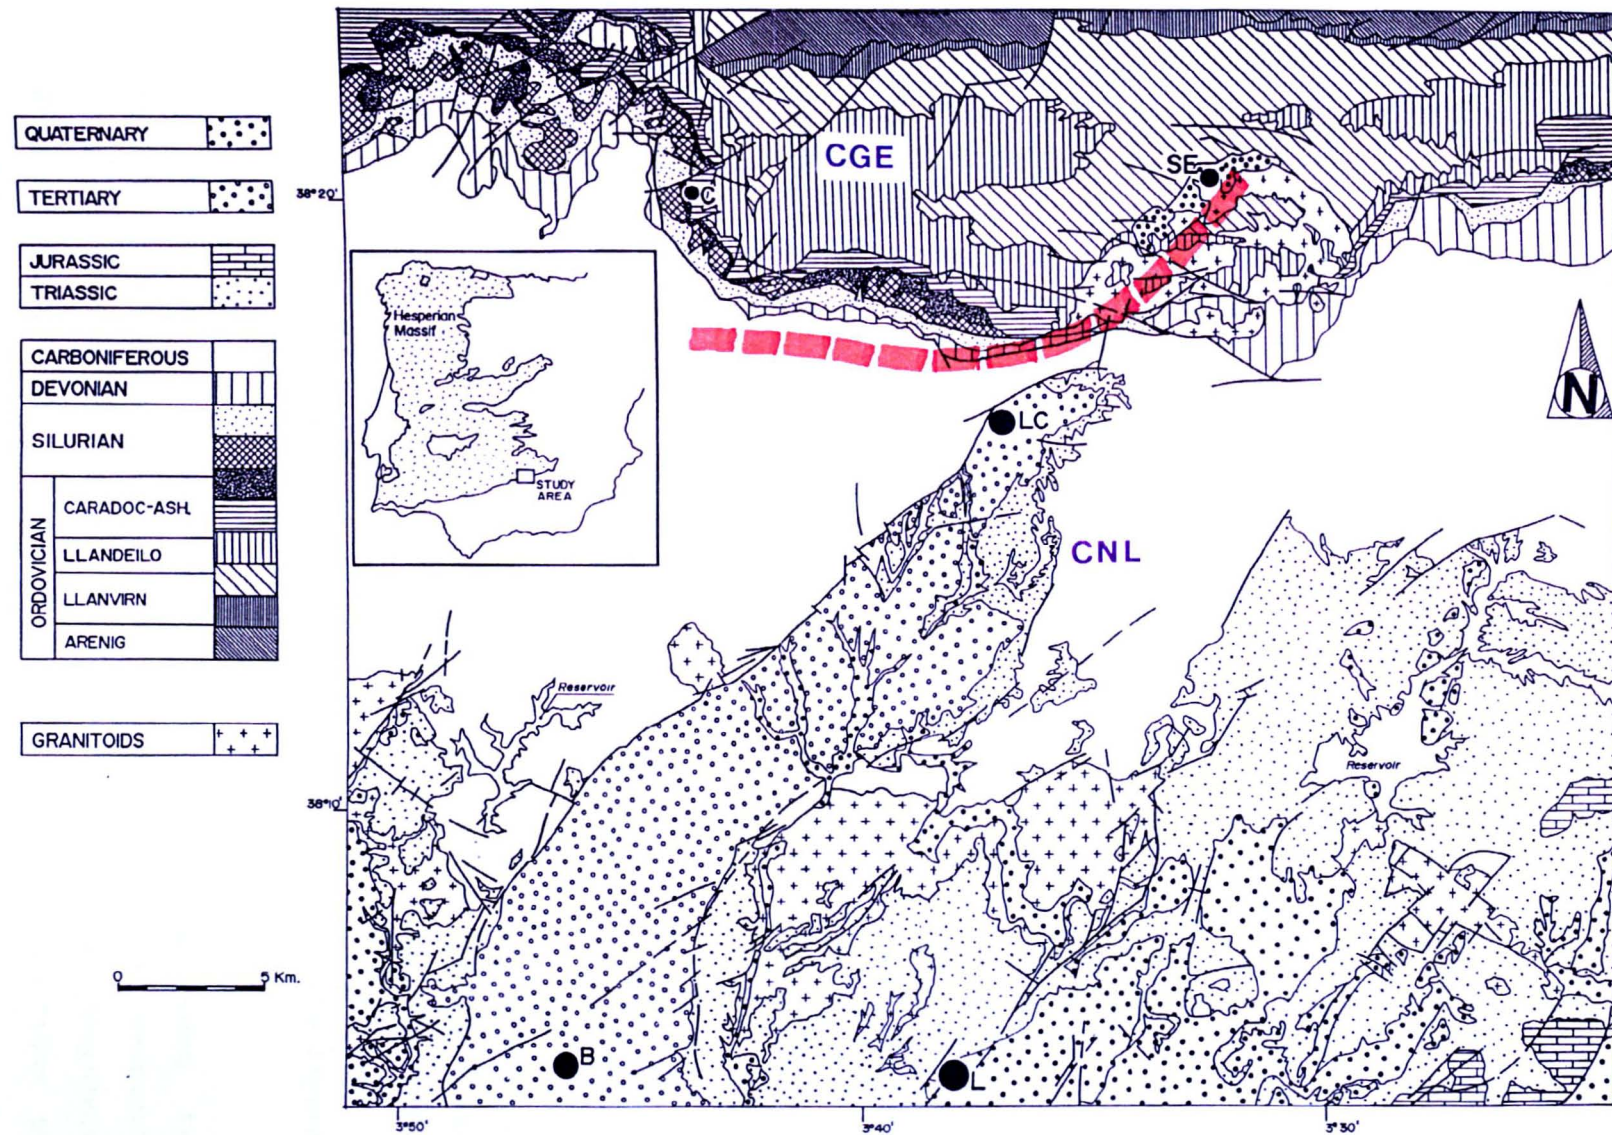 QUATERNARY
TERTIARY
JURASSIC
TRIASSIC
CARBONIFEROUS
DEVONIAN
SILURIAN
ORDOVICIAN
CARADOC-ASH.
LLANDEILO
LLANVIRN
ARENIG
GRANITOIDS
0 5 Km.
38°20'
38°10'
3°50'
3°40'
3°30'
CGE
SE
C
Hesperian
Massif
STUDY
AREA
N
LC
CNL
Reservoir
Reservoir
B
L